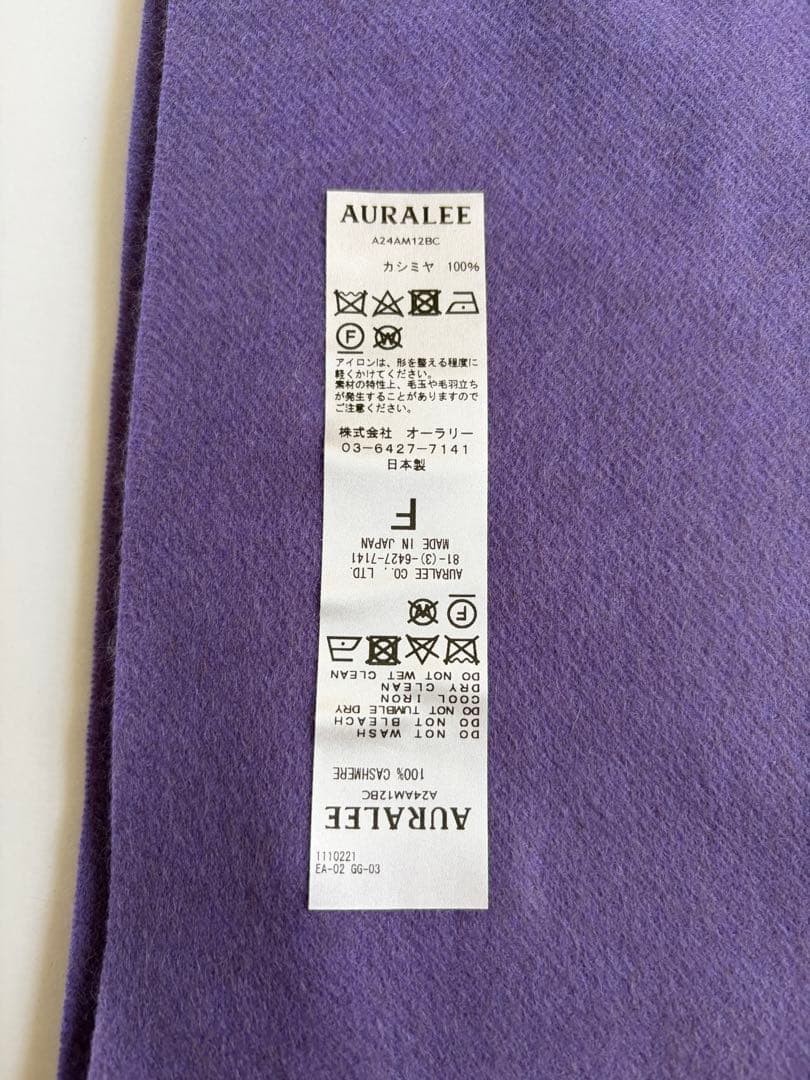 AURALEE
A24AM12BC
カシミヤ 100%
F
W
アイロンは、形を整える程度に
軽くかけてください。
素材の特性上、毛玉や毛羽立ち
が発生することがありますので
ご注意ください。
株式会社 オーラリー
03-6427-7141
日本製
F
AURALEE
A24AM12BC
100% CASHMERE
DO NOT WASH
DO NOT BLEACH
DO NOT TUMBLE DRY
COOL IRON
DRY CLEAN
DO NOT WET CLEAN
F
W
AURALEE CO., LTD.
81-(3)-6427-7141
MADE IN JAPAN
1110221
EA-02 GG-03